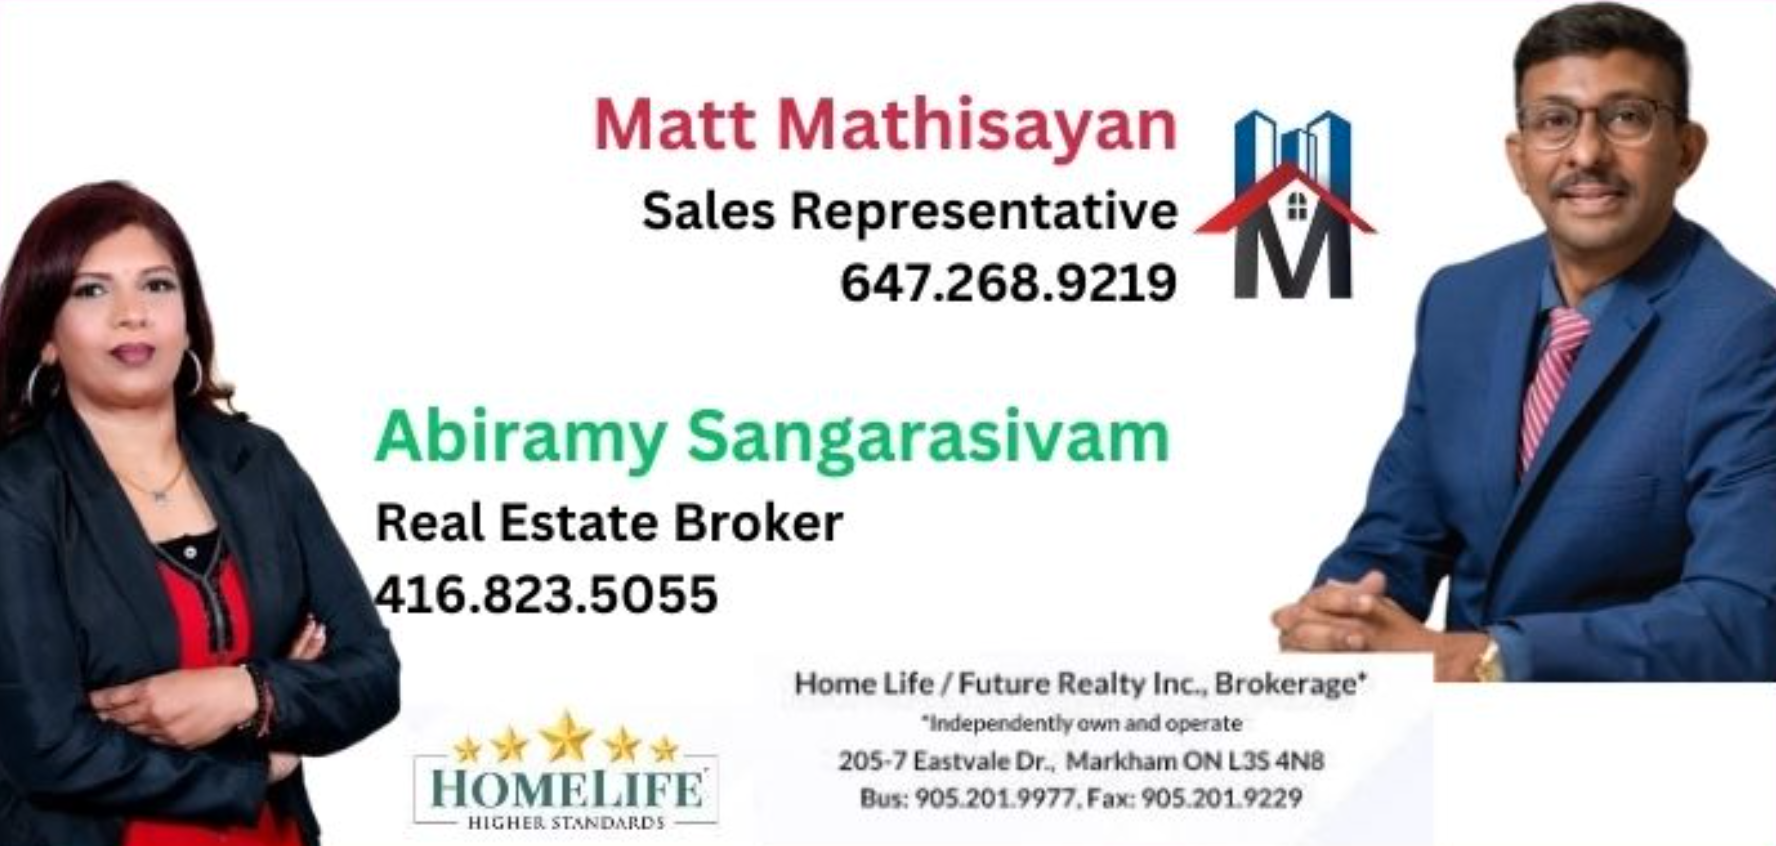 Matt Mathisayan
Sales Representative
647.268.9219
M
Abiramy Sangarasivam
Real Estate Broker
416.823.5055
HOMELIFE
HIGHER STANDARDS
Home Life / Future Realty Inc., Brokerage*
*Independently own and operate
205-7 Eastvale Dr., Markham ON L3S 4N8
Bus: 905.201.9977, Fax: 905.201.9229